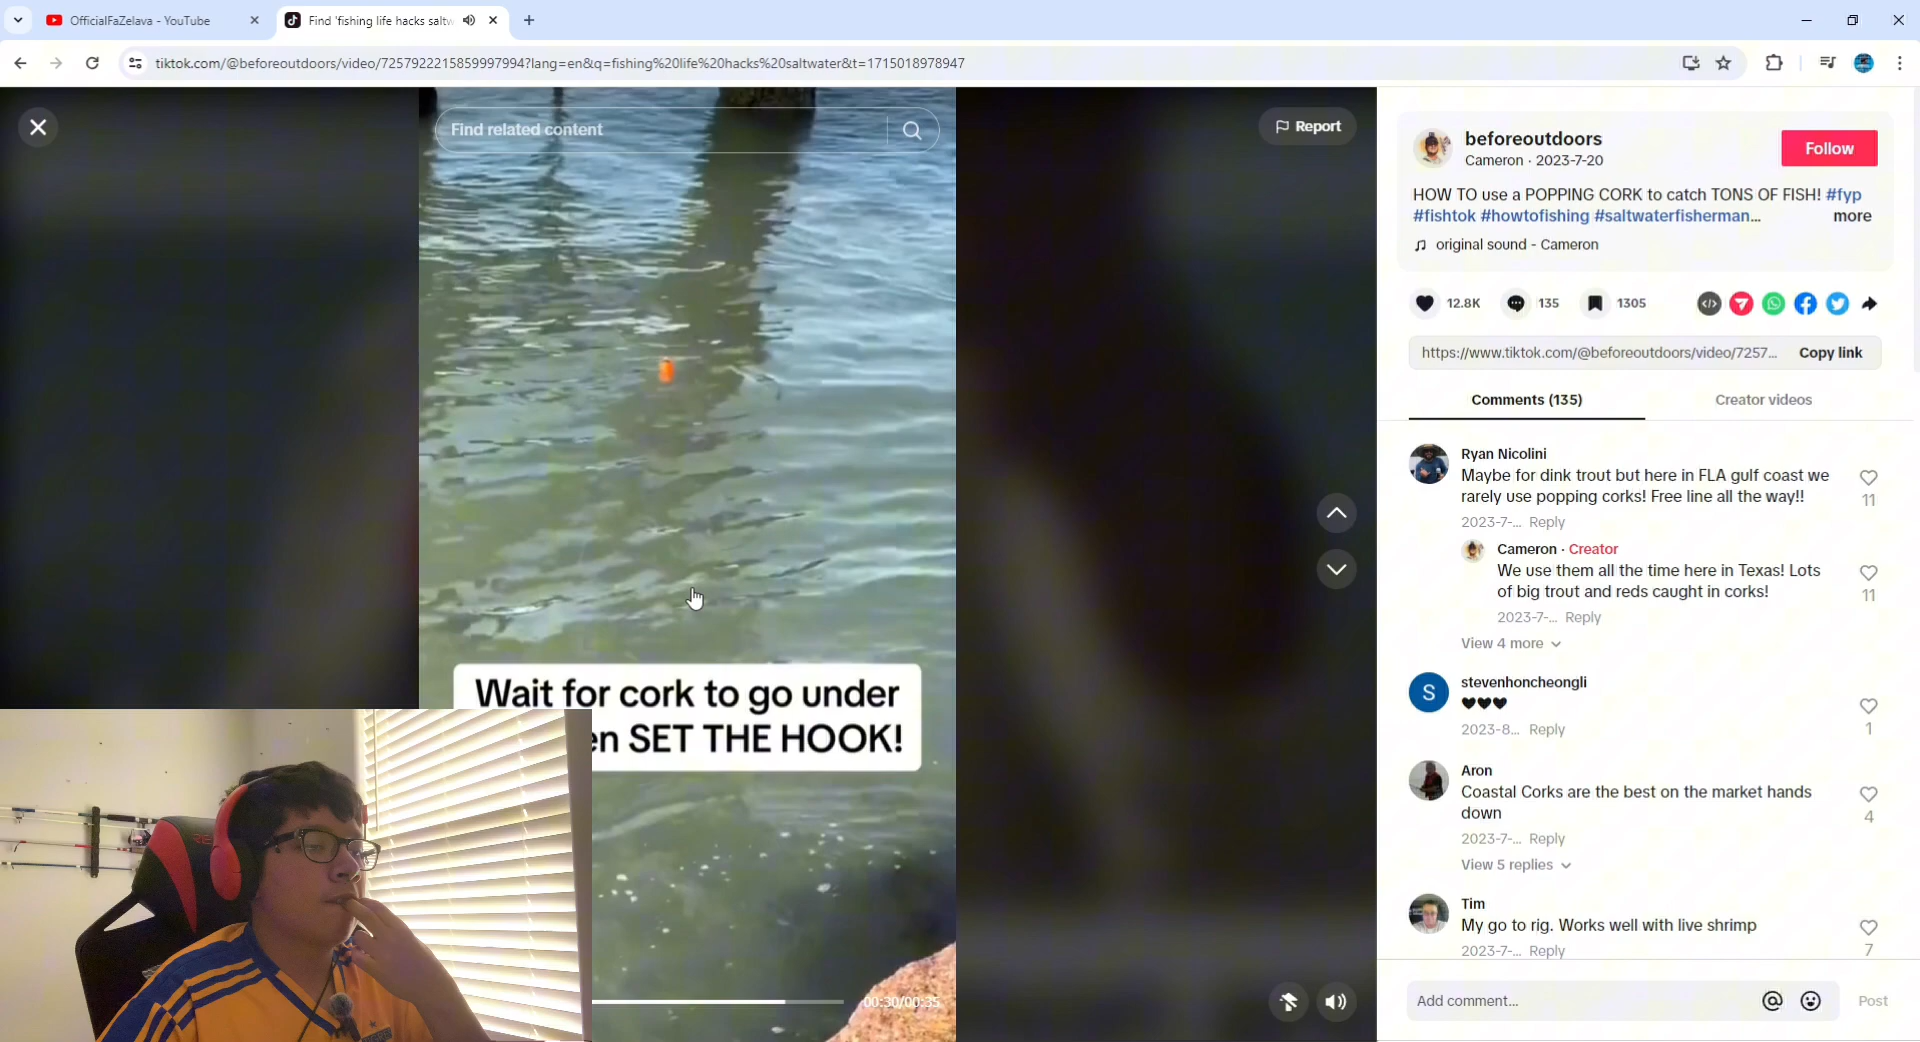 OfficialFaZelava - YouTube
Find 'fishing life hacks saltw
tiktok.com/@beforeoutdoors/video/7257922215859997994?lang=en&q=fishing%20life%20hacks%20saltwater&t=1715018978947
Find related content
Report
Wait for cork to go under
en SET THE HOOK!
00:30/00:35
beforeoutdoors
Cameron · 2023-7-20
Follow
HOW TO use a POPPING CORK to catch TONS OF FISH! #fyp
#fishtok #howtofishing #saltwaterfisherman...
more
original sound - Cameron
12.8K
135
1305
https://www.tiktok.com/@beforeoutdoors/video/7257...
Copy link
Comments (135)
Creator videos
Ryan Nicolini
Maybe for dink trout but here in FLA gulf coast we
rarely use popping corks! Free line all the way!!
11
2023-7-... Reply
Cameron · Creator
We use them all the time here in Texas! Lots
of big trout and reds caught in corks!
11
2023-7-... Reply
View 4 more
S
stevenhoncheongli
🖤🖤🖤
1
2023-8... Reply
Aron
Coastal Corks are the best on the market hands
down
4
2023-7-... Reply
View 5 replies
Tim
My go to rig. Works well with live shrimp
7
2023-7-... Reply
Add comment...
Post